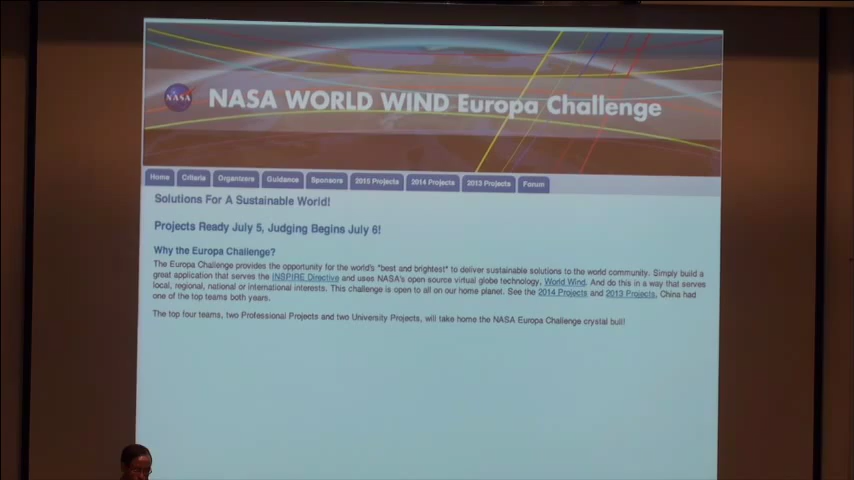 NASA
NASA WORLD WIND Europa Challenge
Home
Criteria
Organizers
Guidance
Sponsors
2015 Projects
2014 Projects
2013 Projects
Forum
Solutions For A Sustainable World!
Projects Ready July 5, Judging Begins July 6!
Why the Europa Challenge?
The Europa Challenge provides the opportunity for the world's "best and brightest" to deliver sustainable solutions to the world community. Simply build a
great application that serves the INSPIRE Directive and uses NASA's open source virtual globe technology, World Wind. And do this in a way that serves
local, regional, national or international interests. This challenge is open to all on our home planet. See the 2014 Projects and 2013 Projects, China had
one of the top teams both years.
The top four teams, two Professional Projects and two University Projects, will take home the NASA Europa Challenge crystal bull!